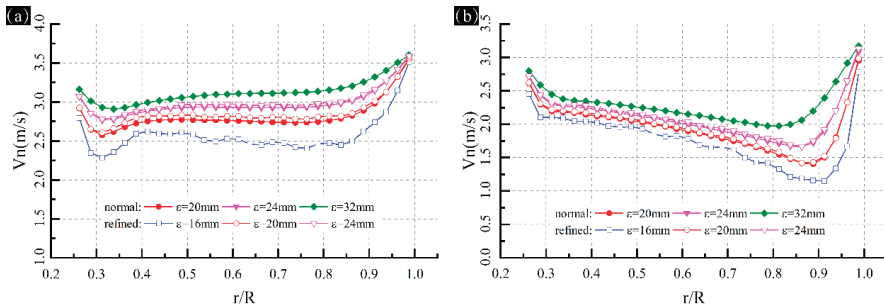 (a)
4.0
3.5
3.0
2.5
2.0
1.5
1.0
Vn(m/s)
normal: ε=20mm ε=24mm ε=32mm
refined: ε=16mm ε=20mm ε=24mm
0.2 0.3 0.4 0.5 0.6 0.7 0.8 0.9 1.0
r/R
(b)
3.5
3.0
2.5
2.0
1.5
1.0
0.5
0.0
Vn(m/s)
normal: ε=20mm ε=24mm ε=32mm
refined: ε=16mm ε=20mm ε=24mm
0.2 0.3 0.4 0.5 0.6 0.7 0.8 0.9 1.0
r/R